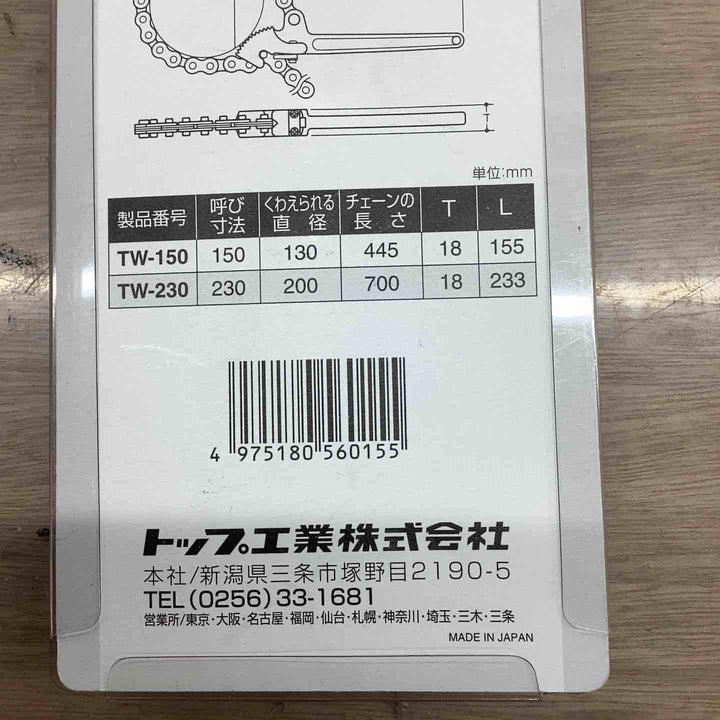 T
単位:mm
製品番号 呼び寸法 くわえられる直径 チェーンの長さ T L
TW-150 150 130 445 18 155
TW-230 230 200 700 18 233
4 975180 560155
トップ工業株式会社
本社/新潟県三条市塚野目2190-5
TEL(0256)33-1681
営業所/東京・大阪・名古屋・福岡・仙台・札幌・神奈川・埼玉・三木・三条
MADE IN JAPAN